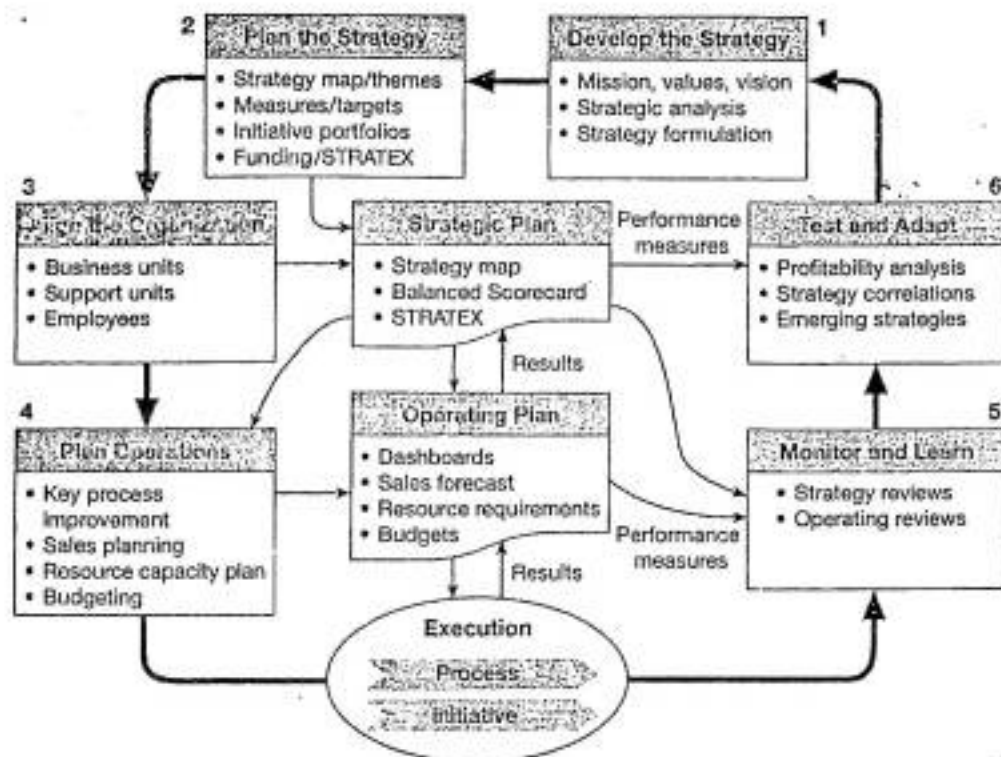 2
Plan the Strategy
• Strategy map/themes
• Measures/targets
• Initiative portfolios
• Funding/STRATEX
1
Develop the Strategy
• Mission, values, vision
• Strategic analysis
• Strategy formulation
3
Align the Organization
• Business units
• Support units
• Employees
Strategic Plan
• Strategy map
• Balanced Scorecard
• STRATEX
Performance
measures
6
Test and Adapt
• Profitability analysis
• Strategy correlations
• Emerging strategies
Results
4
Plan Operations
• Key process
improvement
• Sales planning
• Resource capacity plan
• Budgeting
Operating Plan
• Dashboards
• Sales forecast
• Resource requirements
• Budgets
Performance
measures
5
Monitor and Learn
• Strategy reviews
• Operating reviews
Results
Execution
Process
Initiative